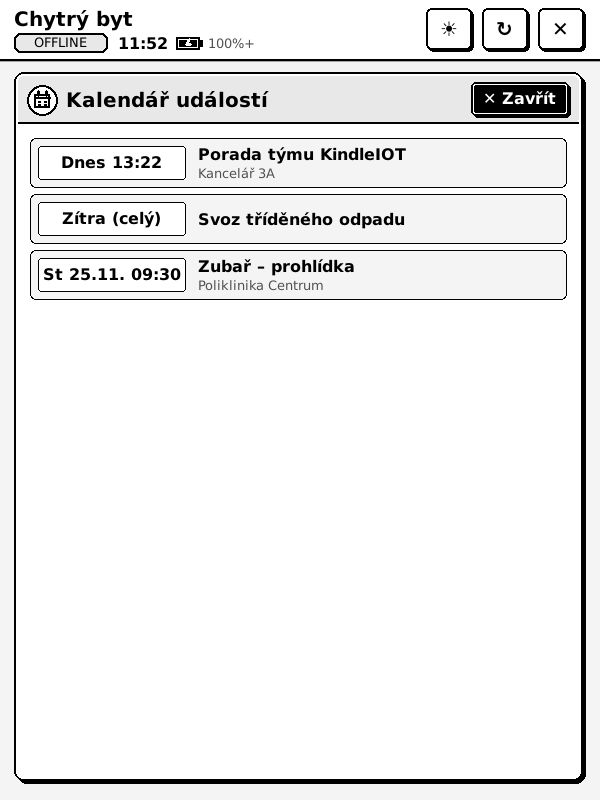 Chytrý byt
OFFLINE 11:52 100%+
☀ ↻ ✕
Kalendář událostí
✕ Zavřít
Dnes 13:22
Porada týmu KindleIOT
Kancelář 3A
Zítra (celý)
Svoz tříděného odpadu
St 25.11. 09:30
Zubař – prohlídka
Poliklinika Centrum